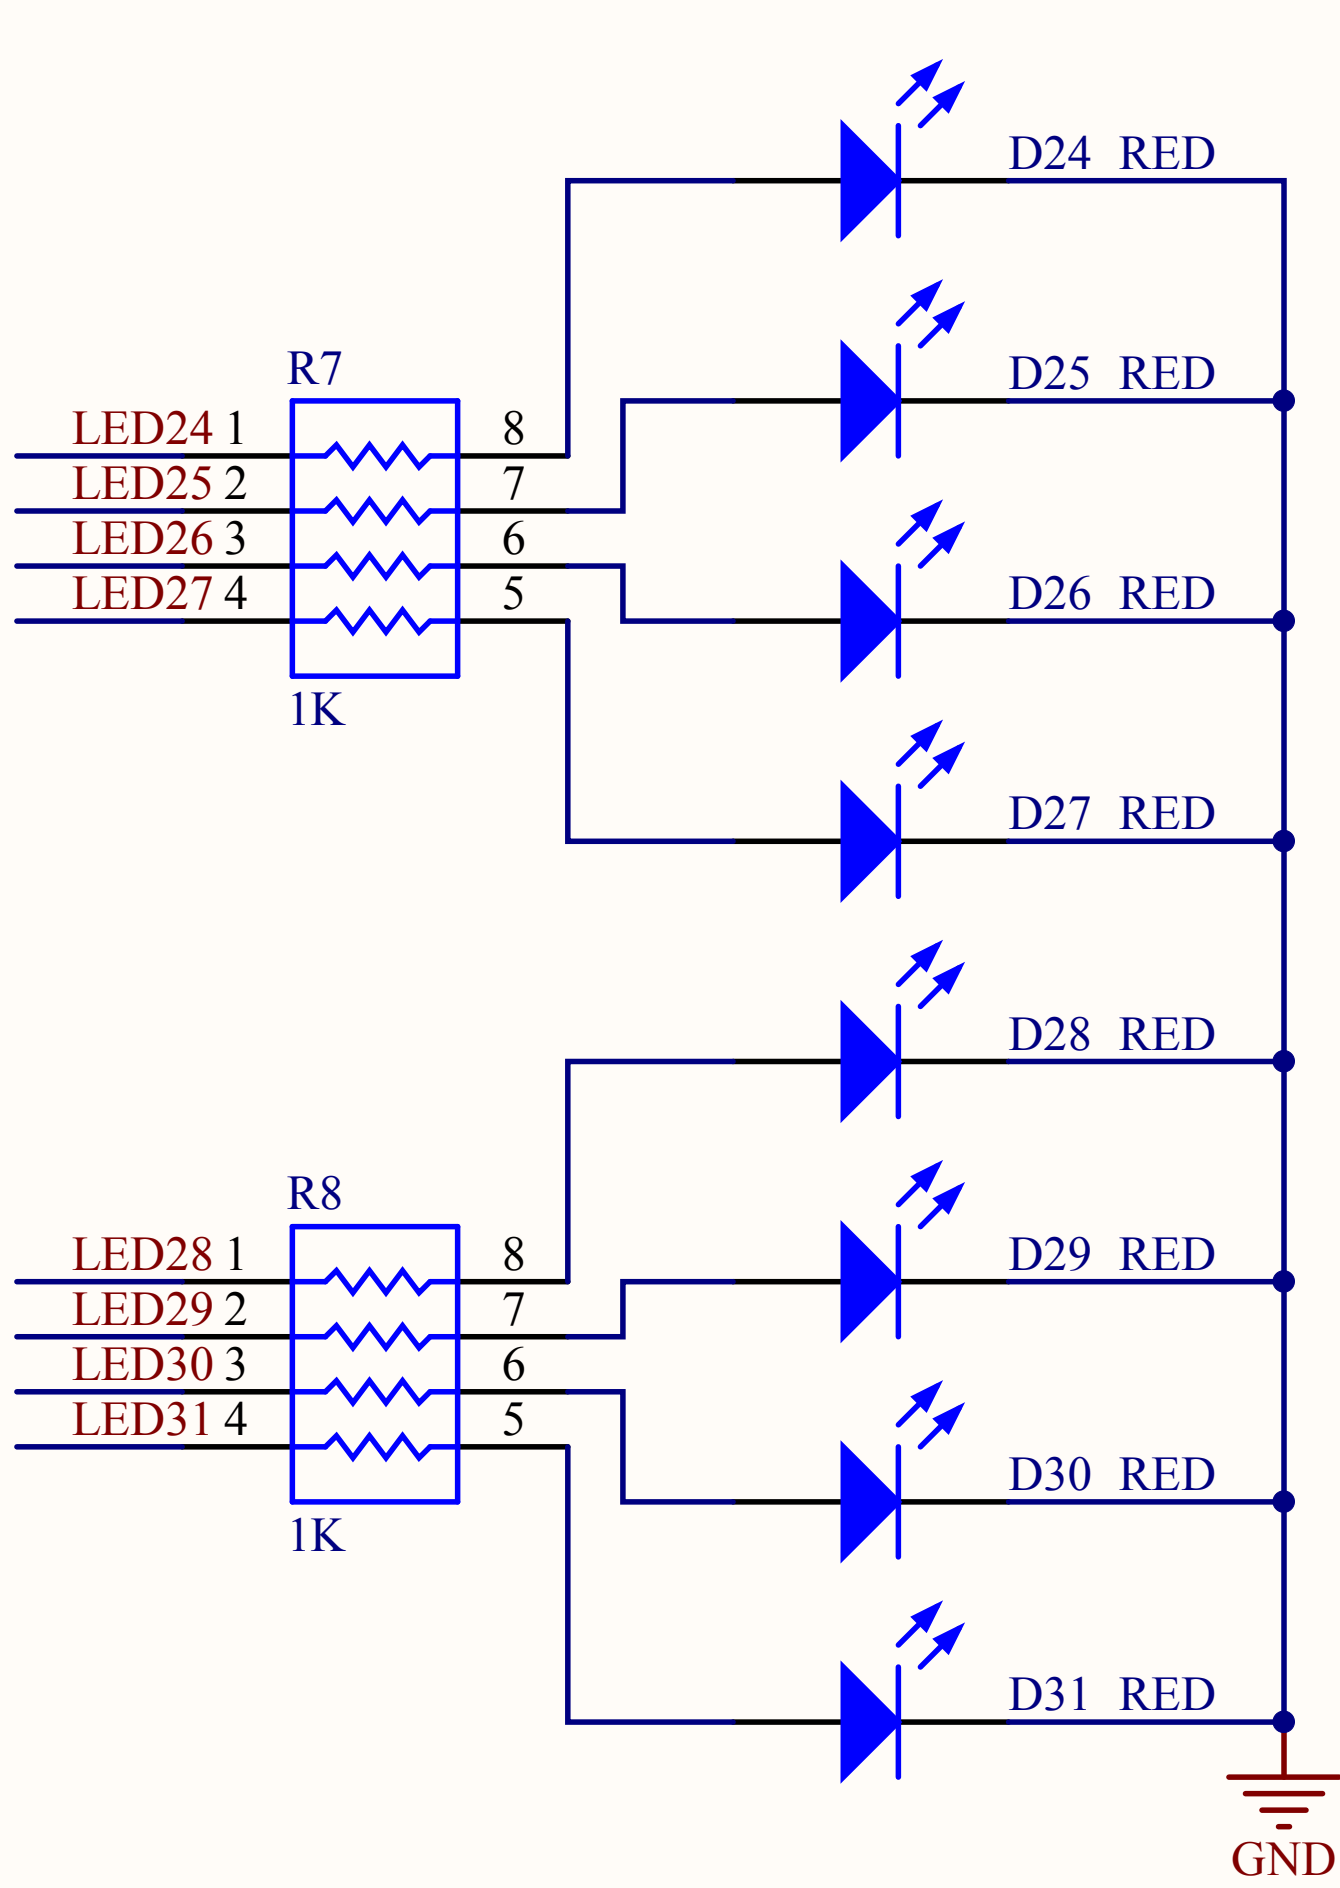 D24 RED
D25 RED
R7
LED24 1 8
LED25 2 7
LED26 3 6
LED27 4 5
D26 RED
1K
D27 RED
D28 RED
R8
LED28 1 8
D29 RED
LED29 2 7
LED30 3 6
LED31 4 5
D30 RED
1K
D31 RED
GND